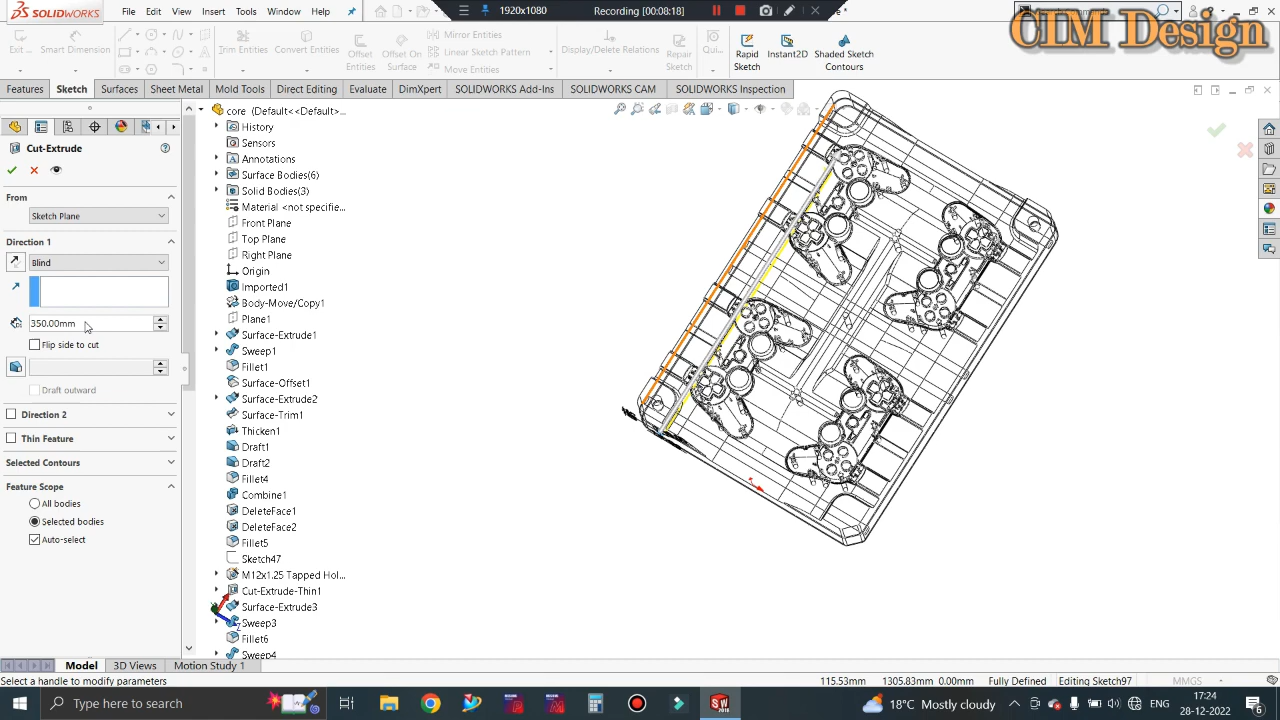 SOLIDWORKS
File Edit View Insert Tools Window Help
1920x1080
Recording [00:08:18]
CIM Design
Exit ...
Smart Dimension
Trim Entities
Convert Entities
Offset Entities
Offset On Surface
Mirror Entities
Linear Sketch Pattern
Move Entities
Display/Delete Relations
Repair Sketch
Qui...
Rapid Sketch
Instant2D
Shaded Sketch Contours
Features Sketch Surfaces Sheet Metal Mold Tools Direct Editing Evaluate DimXpert SOLIDWORKS Add-Ins SOLIDWORKS CAM SOLIDWORKS Inspection
Cut-Extrude
From
Sketch Plane
Direction 1
Blind
350.00mm
Flip side to cut
Draft outward
Direction 2
Thin Feature
Selected Contours
Feature Scope
All bodies
Selected bodies
Auto-select
core (Default<<Default>...
History
Sensors
Annotations
Surface Bodies(6)
Solid Bodies(3)
Material <not specifie...
Front Plane
Top Plane
Right Plane
Origin
Imported1
Body-Move/Copy1
Plane1
Surface-Extrude1
Sweep1
Fillet1
Surface-Offset1
Surface-Extrude2
Surface-Trim1
Thicken1
Draft1
Draft2
Fillet4
Combine1
DeleteFace1
DeleteFace2
Fillet5
Sketch47
M12x1.25 Tapped Hol...
Cut-Extrude-Thin1
Surface-Extrude3
Sweep3
Fillet6
Sweep4
Model 3D Views Motion Study 1
Select a handle to modify parameters
115.53mm 1305.83mm 0.00mm Fully Defined Editing Sketch97 MMGS
Type here to search
18°C Mostly cloudy
ENG
17:24
28-12-2022
6